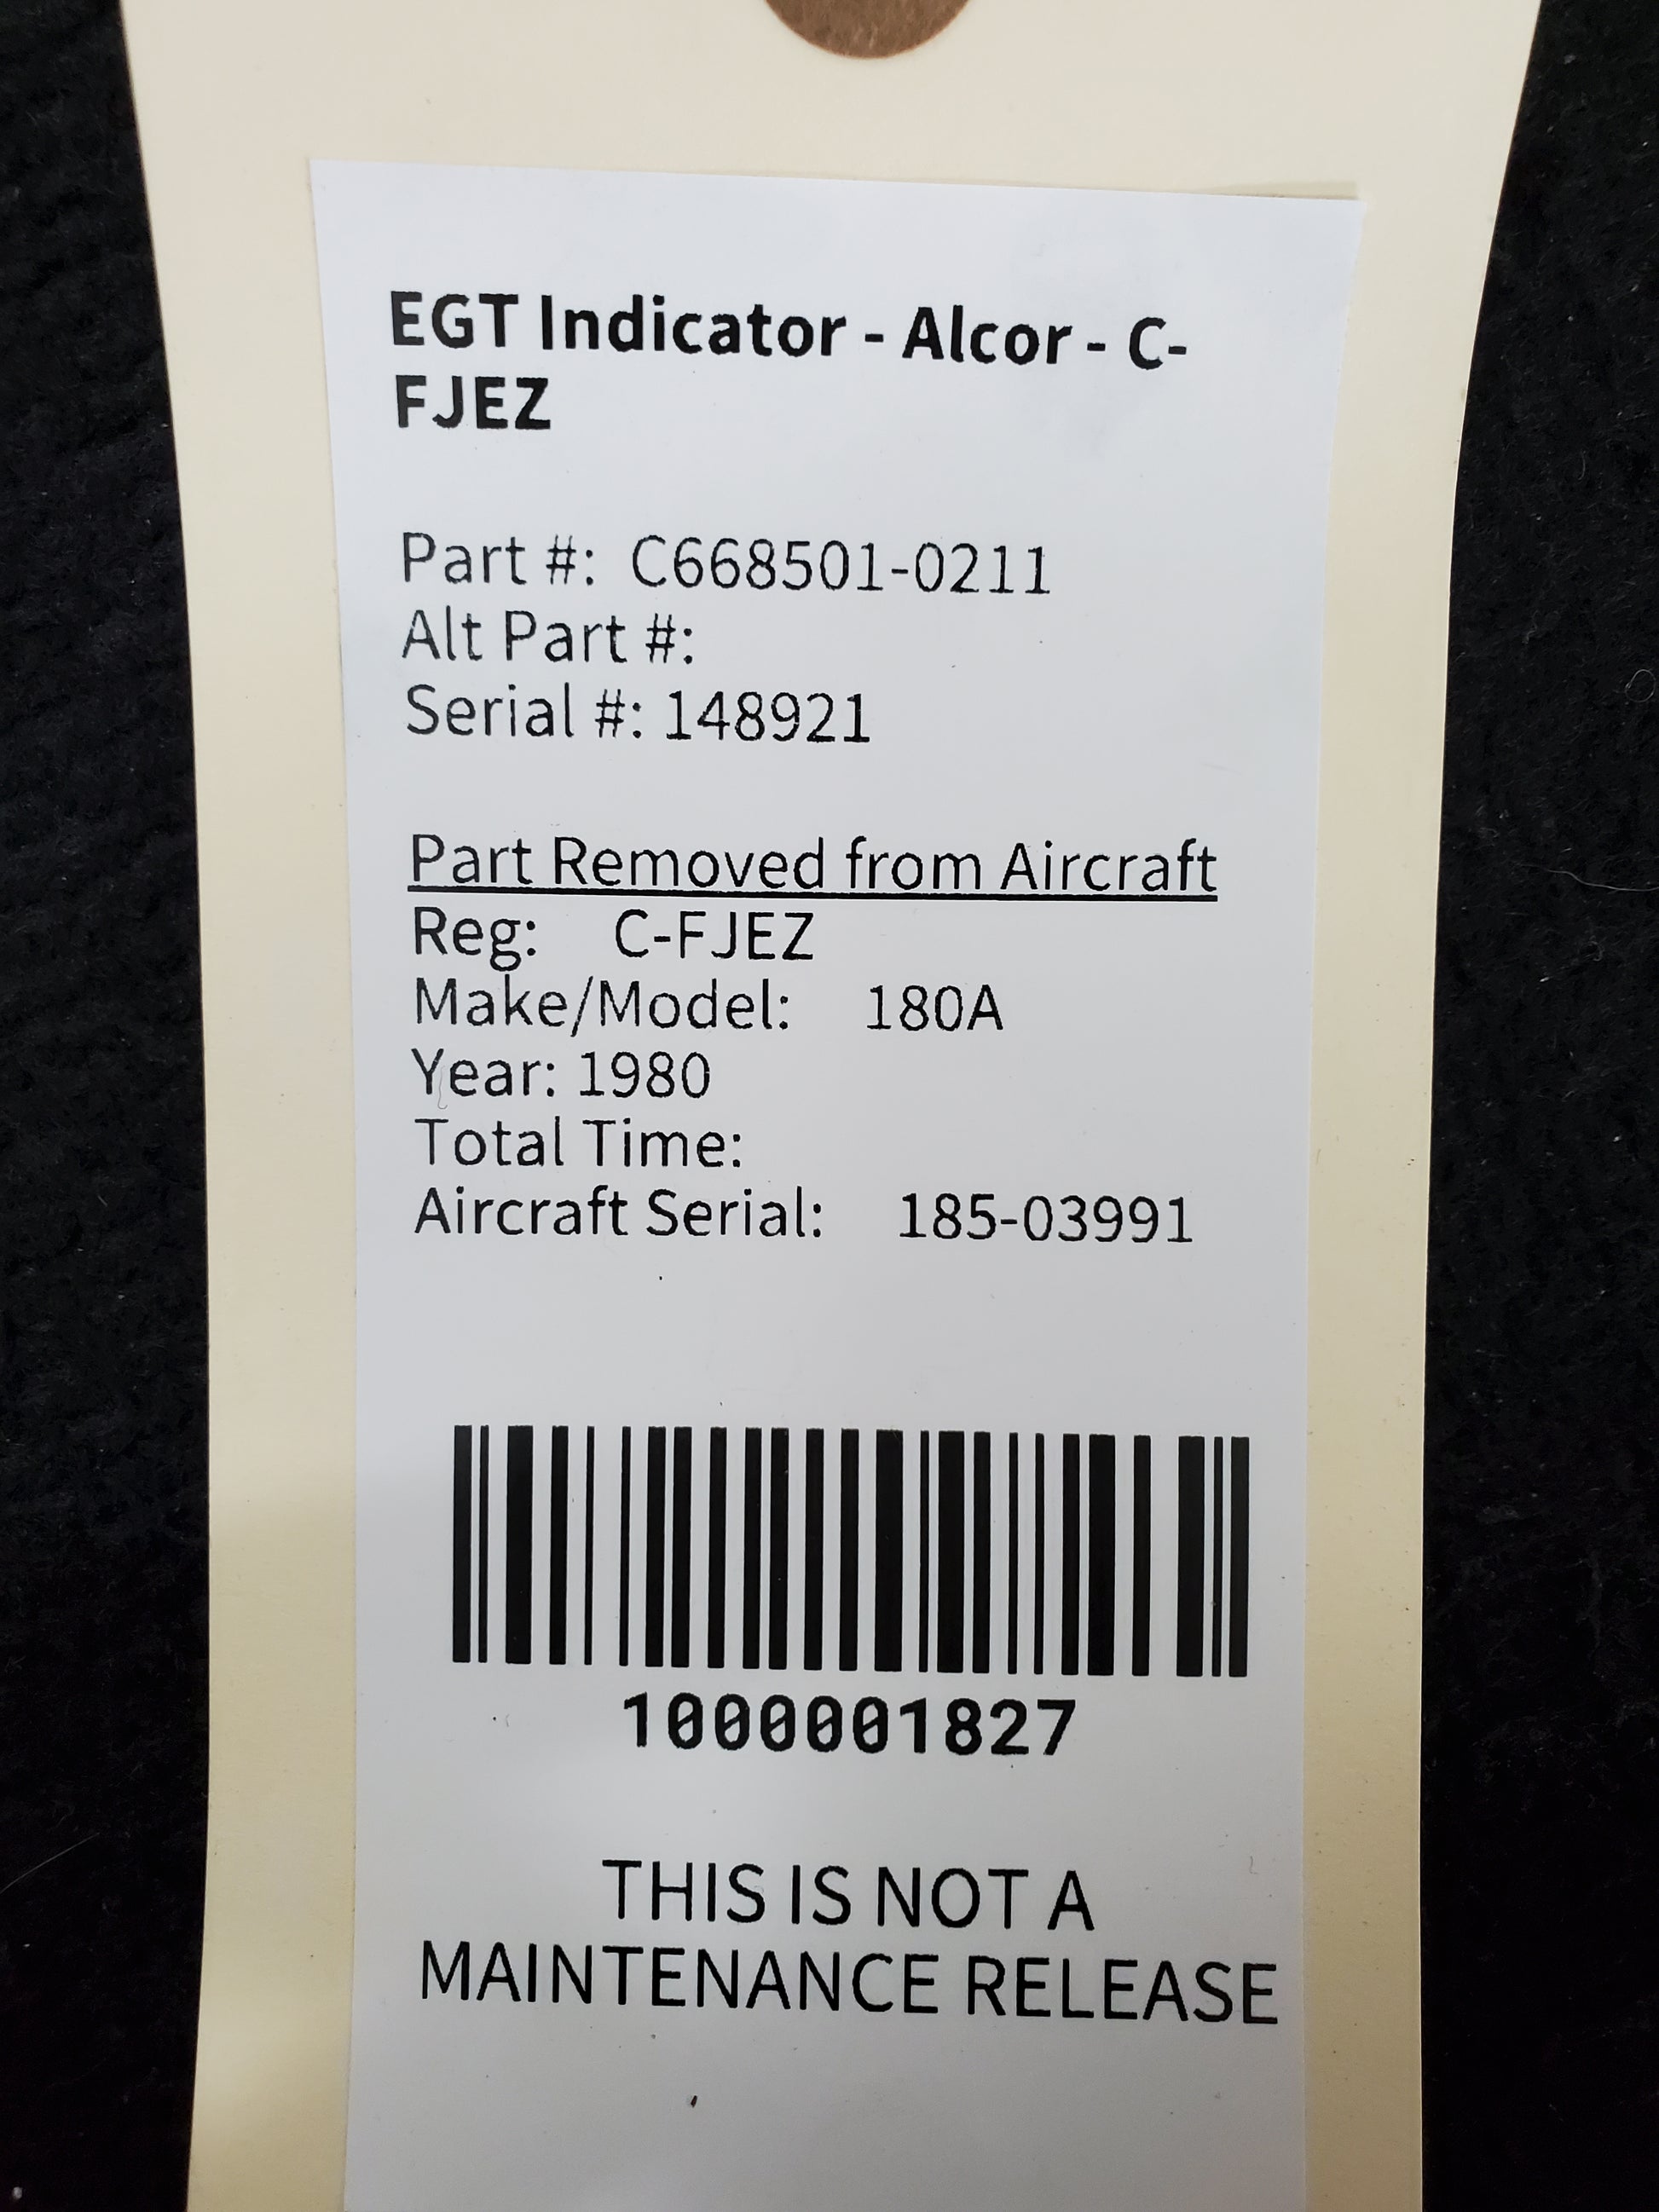 EGT Indicator - Alcor - C-
FJEZ
Part #: C668501-0211
Alt Part #:
Serial #: 148921
Part Removed from Aircraft
Reg: C-FJEZ
Make/Model: 180A
Year: 1980
Total Time:
Aircraft Serial: 185-03991
1000001827
THIS IS NOT A
MAINTENANCE RELEASE